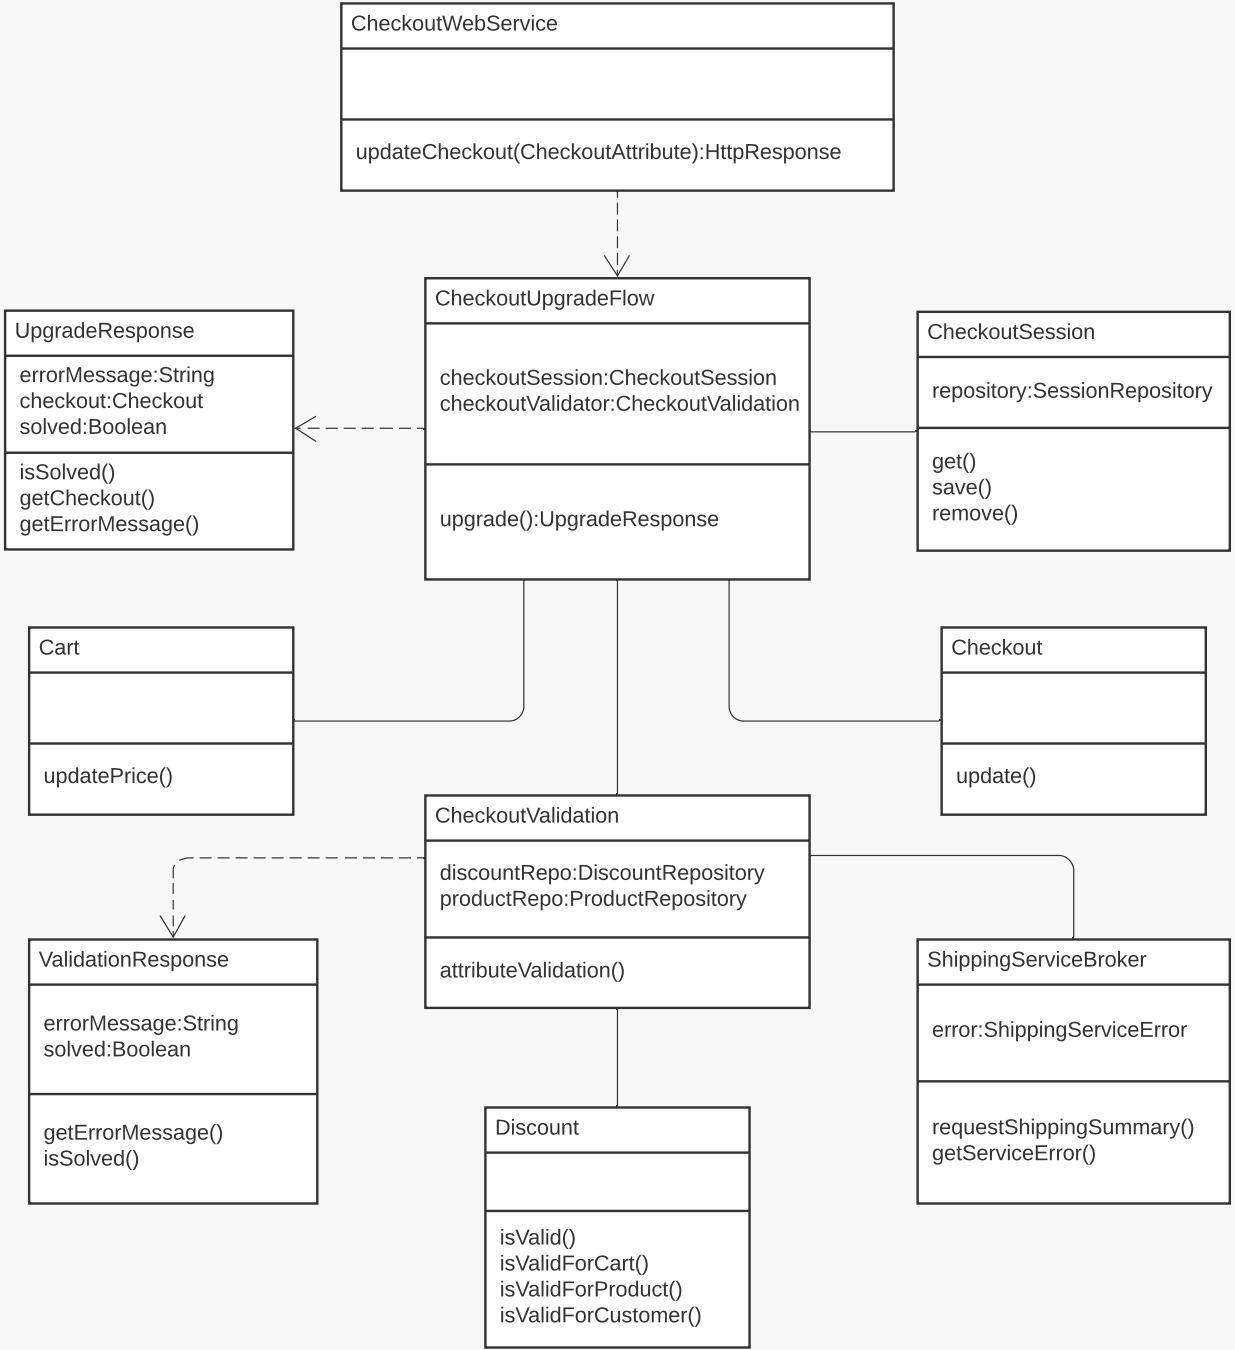 CheckoutWebService
updateCheckout(CheckoutAttribute):HttpResponse
UpgradeResponse
errorMessage:String
checkout:Checkout
solved:Boolean
isSolved()
getCheckout()
getErrorMessage()
CheckoutUpgradeFlow
checkoutSession:CheckoutSession
checkoutValidator:CheckoutValidation
upgrade():UpgradeResponse
CheckoutSession
repository:SessionRepository
get()
save()
remove()
Cart
updatePrice()
Checkout
update()
CheckoutValidation
discountRepo:DiscountRepository
productRepo:ProductRepository
attributeValidation()
ValidationResponse
errorMessage:String
solved:Boolean
getErrorMessage()
isSolved()
ShippingServiceBroker
error:ShippingServiceError
requestShippingSummary()
getServiceError()
Discount
isValid()
isValidForCart()
isValidForProduct()
isValidForCustomer()